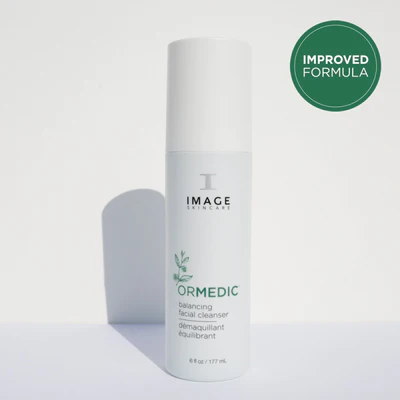 IMPROVED
FORMULA
IMAGE
SKINCARE
ORMEDIC
balancing
facial cleanser
démaquillant
équilibrant
6 fl oz / 177 mL